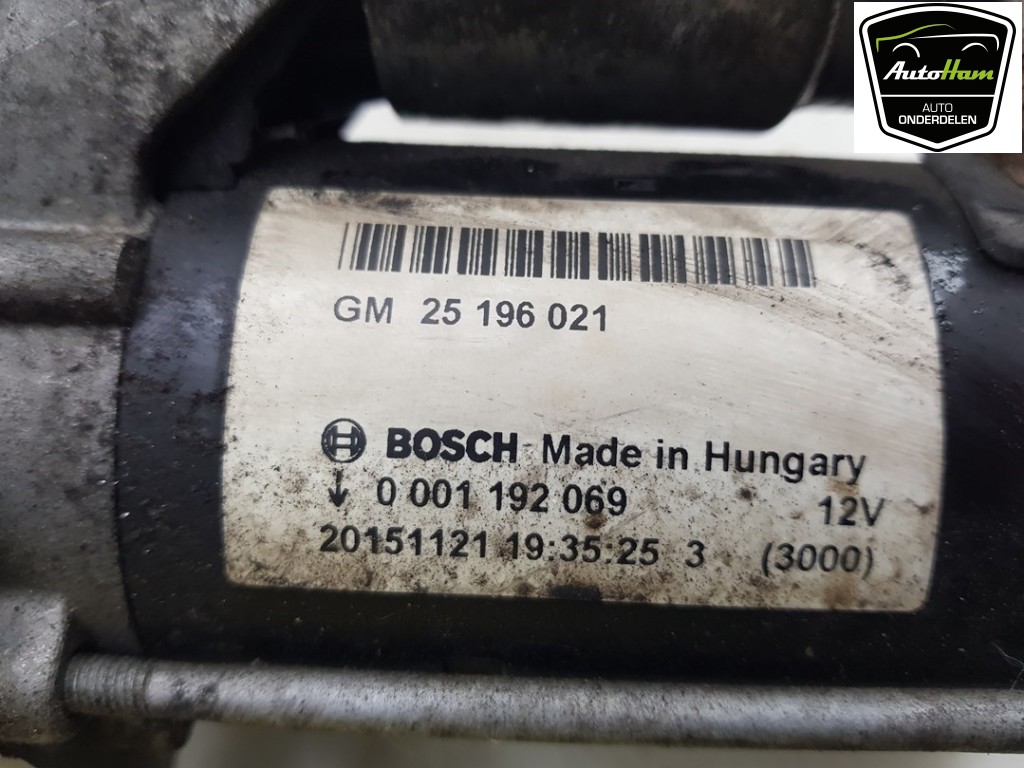 AutoHam
AUTO
ONDERDELEN
GM 25 196 021
BOSCH Made in Hungary
0 001 192 069 12V
20151121 19:35:25 3 (3000)